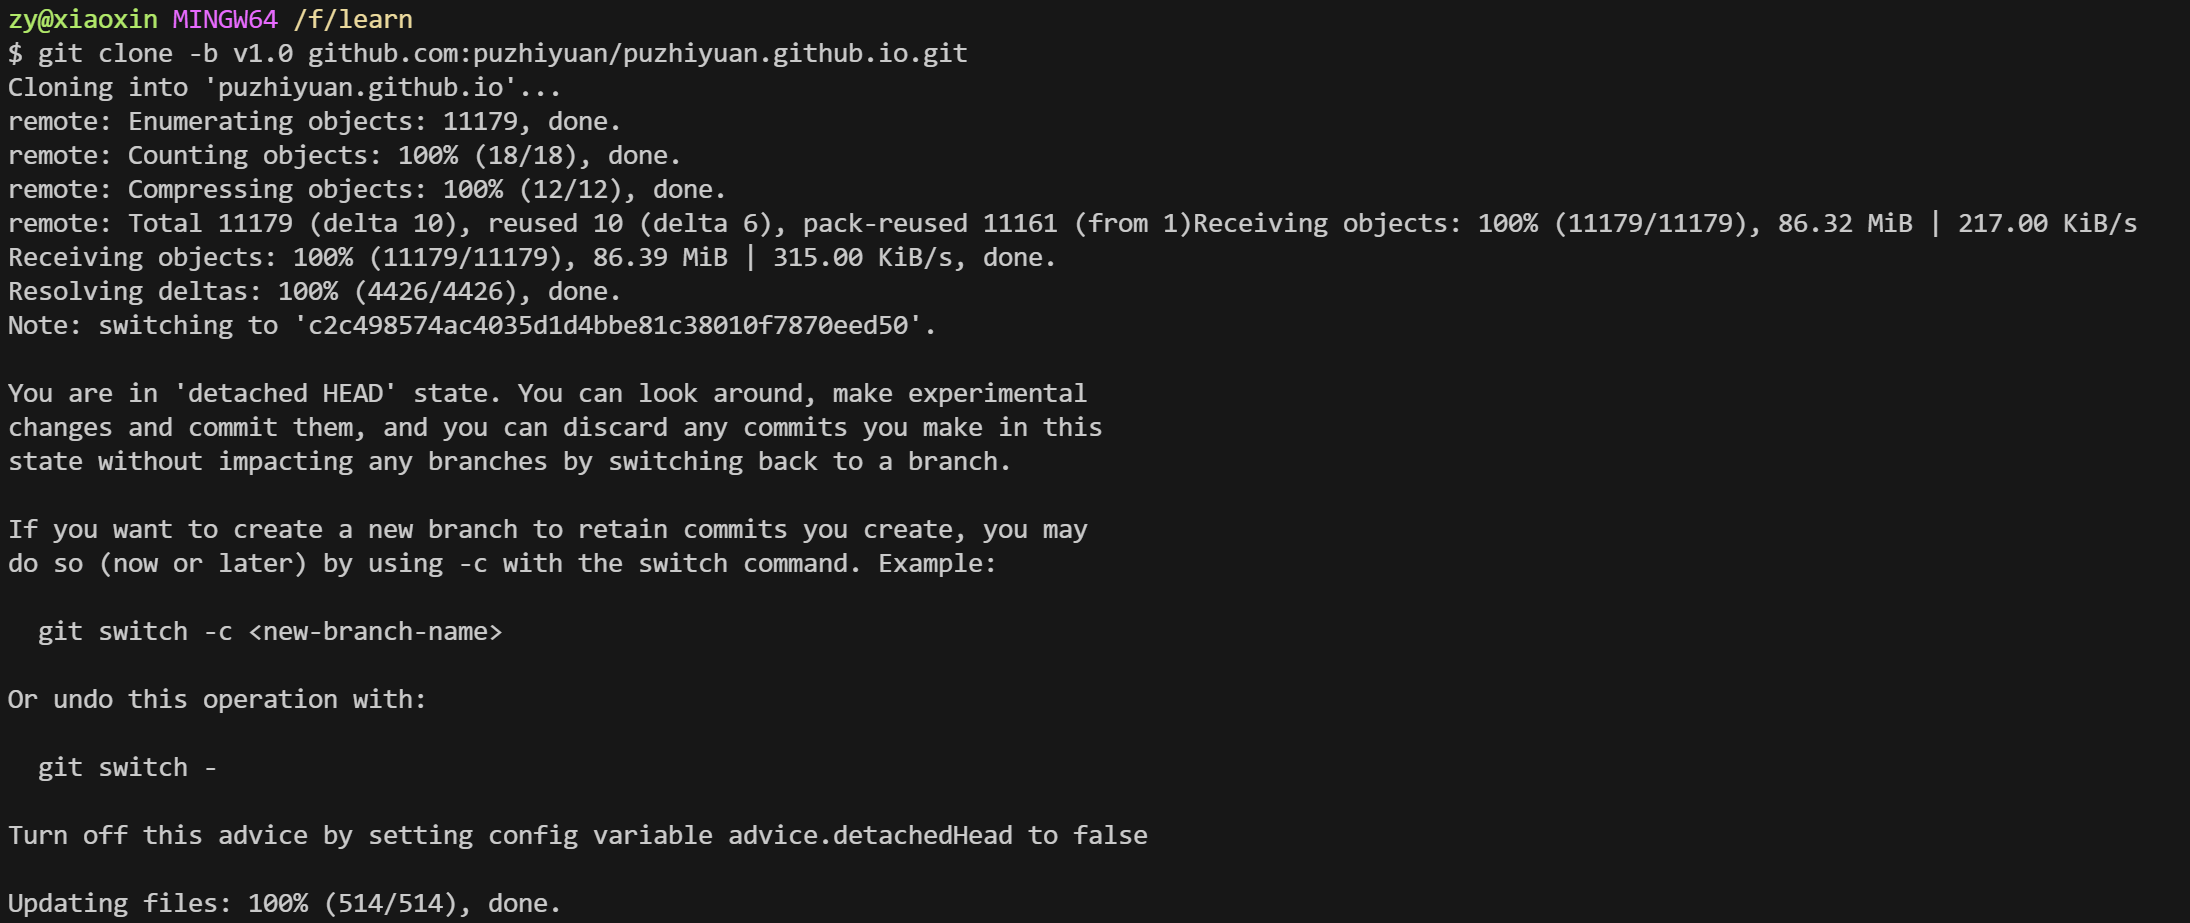 zy@xiaoxin MINGW64 /f/learn
$ git clone -b v1.0 github.com:puzhiyuan/puzhiyuan.github.io.git
Cloning into 'puzhiyuan.github.io'...
remote: Enumerating objects: 11179, done.
remote: Counting objects: 100% (18/18), done.
remote: Compressing objects: 100% (12/12), done.
remote: Total 11179 (delta 10), reused 10 (delta 6), pack-reused 11161 (from 1)Receiving objects: 100% (11179/11179), 86.32 MiB | 217.00 KiB/s
Receiving objects: 100% (11179/11179), 86.39 MiB | 315.00 KiB/s, done.
Resolving deltas: 100% (4426/4426), done.
Note: switching to 'c2c498574ac4035d1d4bbe81c38010f7870eed50'.

You are in 'detached HEAD' state. You can look around, make experimental
changes and commit them, and you can discard any commits you make in this
state without impacting any branches by switching back to a branch.

If you want to create a new branch to retain commits you create, you may
do so (now or later) by using -c with the switch command. Example:

  git switch -c <new-branch-name>

Or undo this operation with:

  git switch -

Turn off this advice by setting config variable advice.detachedHead to false

Updating files: 100% (514/514), done.